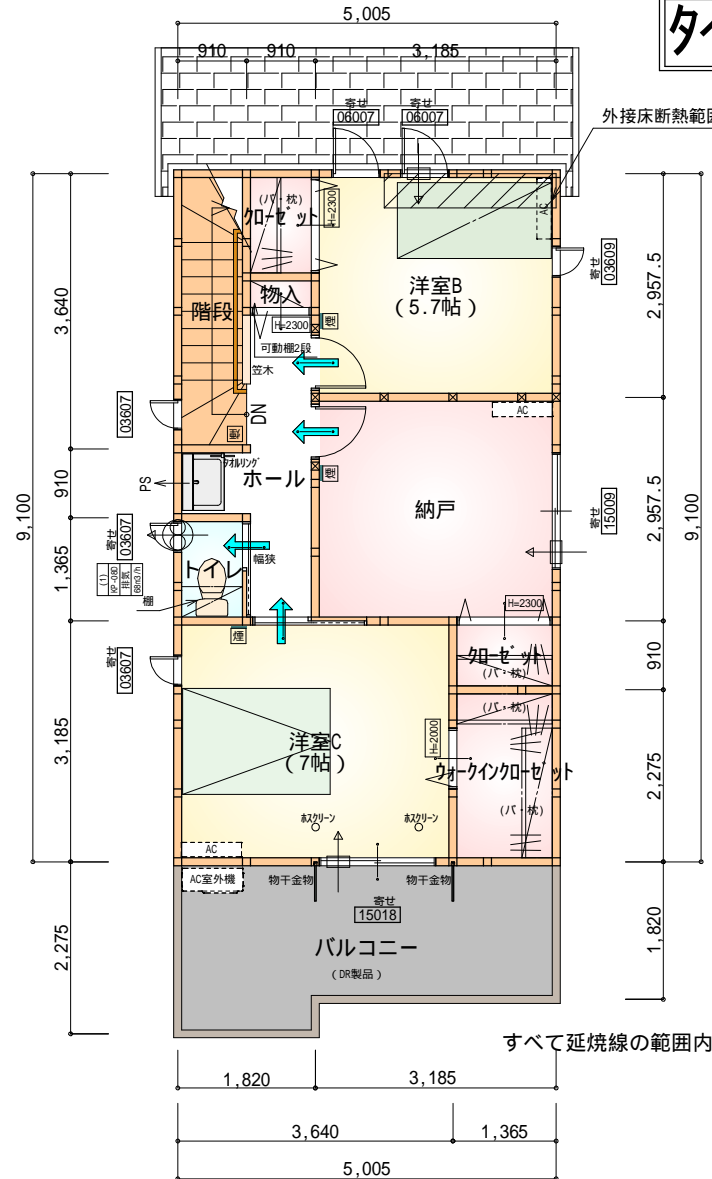 5,005
910
910
3,185
タイ
外接床断熱範囲
寄せ
06007
寄せ
06007
(パ・枕)
クローゼット
H=2300
AC
洋室B
(5.7帖)
寄せ
03609
2,957.5
3,640
階段
物入
H=2300
煙
可動棚2段
笠木
DN
煙
03607
AC
タオルリング
ホール
PS
煙
納戸
寄せ
15009
2,957.5
9,100
9,100
910
1,365
寄せ
03607
トイレ
幅狭
(1)
排気
棚
煙
H=2300
クローゼット
(パ・枕)
910
寄せ
03607
3,185
洋室C
(7帖)
H=2000
(パ・枕)
ウォークインクローゼット
(パ・枕)
2,275
ホスクリーン
ホスクリーン
AC
AC室外機
物干金物
物干金物
寄せ
15018
バルコニー
(DR製品)
2,275
1,820
すべて延焼線の範囲内
1,820
3,185
3,640
1,365
5,005